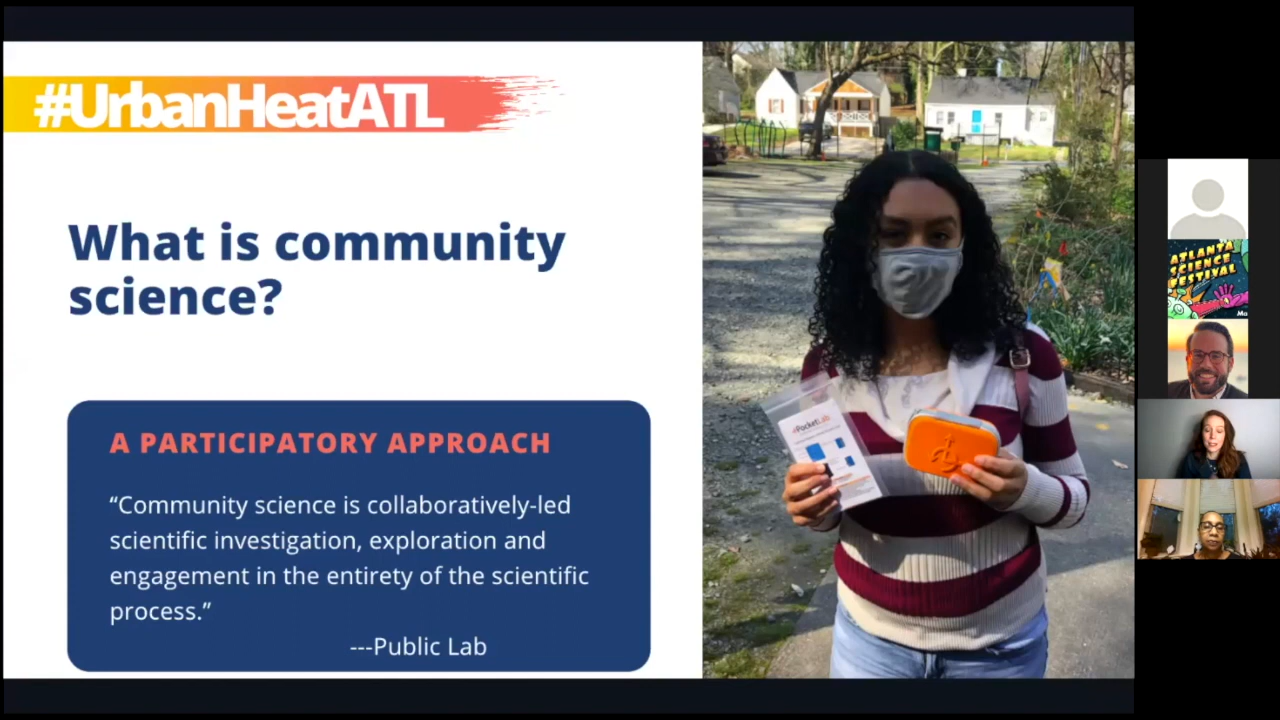 #UrbanHeatATL
What is community
science?
A PARTICIPATORY APPROACH
“Community science is collaboratively-led
scientific investigation, exploration and
engagement in the entirety of the scientific
process.”
---Public Lab
PocketLab
ATLANTA
SCIENCE
FESTIVAL